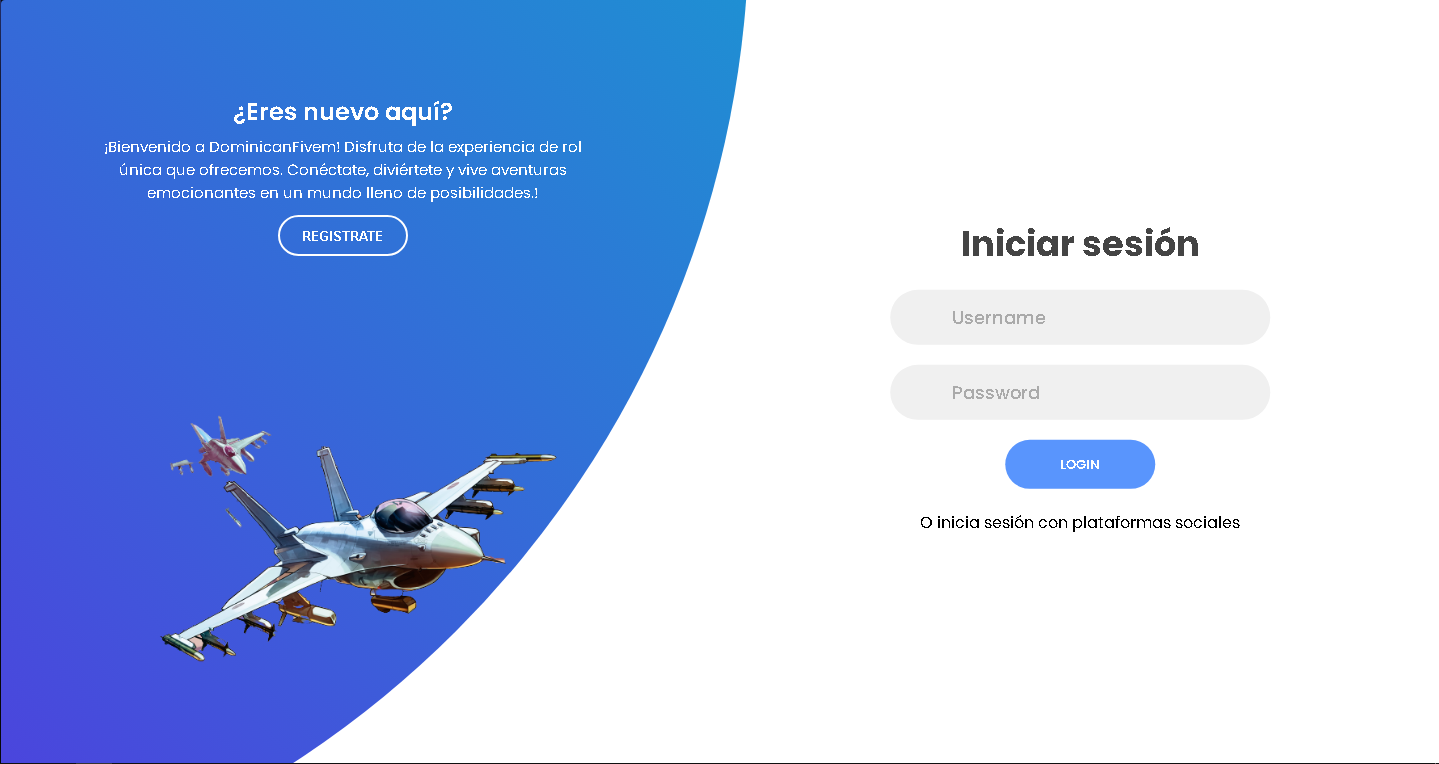 ¿Eres nuevo aquí?
¡Bienvenido a DominicanFivem! Disfruta de la experiencia de rol
única que ofrecemos. Conéctate, diviértete y vive aventuras
emocionantes en un mundo lleno de posibilidades.!
REGISTRATE
Iniciar sesión
Username
Password
LOGIN
O inicia sesión con plataformas sociales